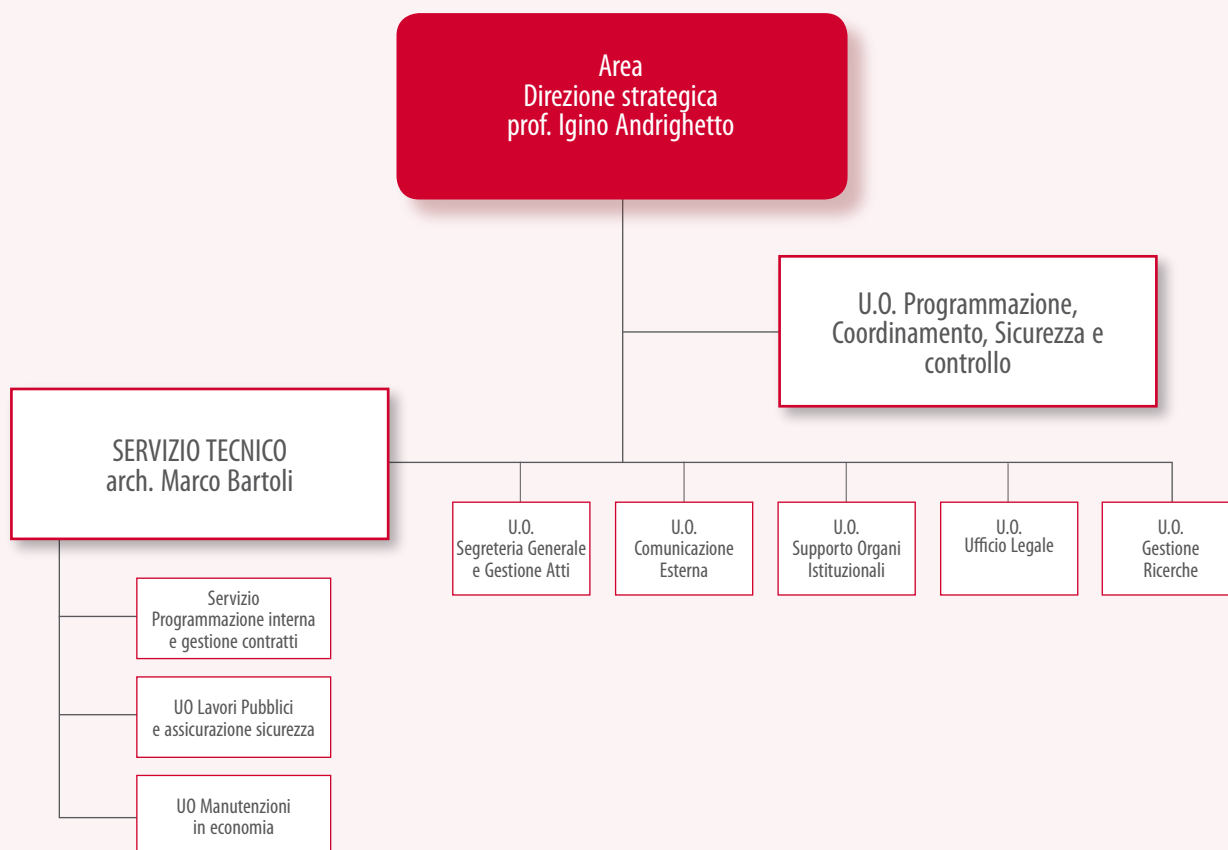 Area
Direzione strategica
prof. Igino Andrighetto
U.O. Programmazione,
Coordinamento, Sicurezza e
controllo
SERVIZIO TECNICO
arch. Marco Bartoli
U.O.
Segreteria Generale
e Gestione Atti
U.O.
Comunicazione
Esterna
U.O.
Supporto Organi
Istituzionali
U.O.
Ufficio Legale
U.O.
Gestione
Ricerche
Servizio
Programmazione interna
e gestione contratti
UO Lavori Pubblici
e assicurazione sicurezza
UO Manutenzioni
in economia